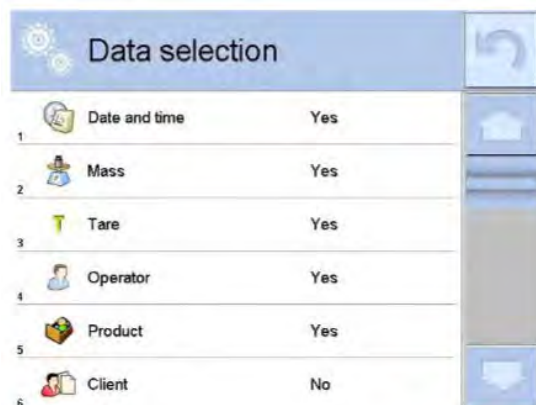 Data selection
1 Date and time Yes
2 Mass Yes
3 T Tare Yes
4 Operator Yes
5 Product Yes
6 Client No